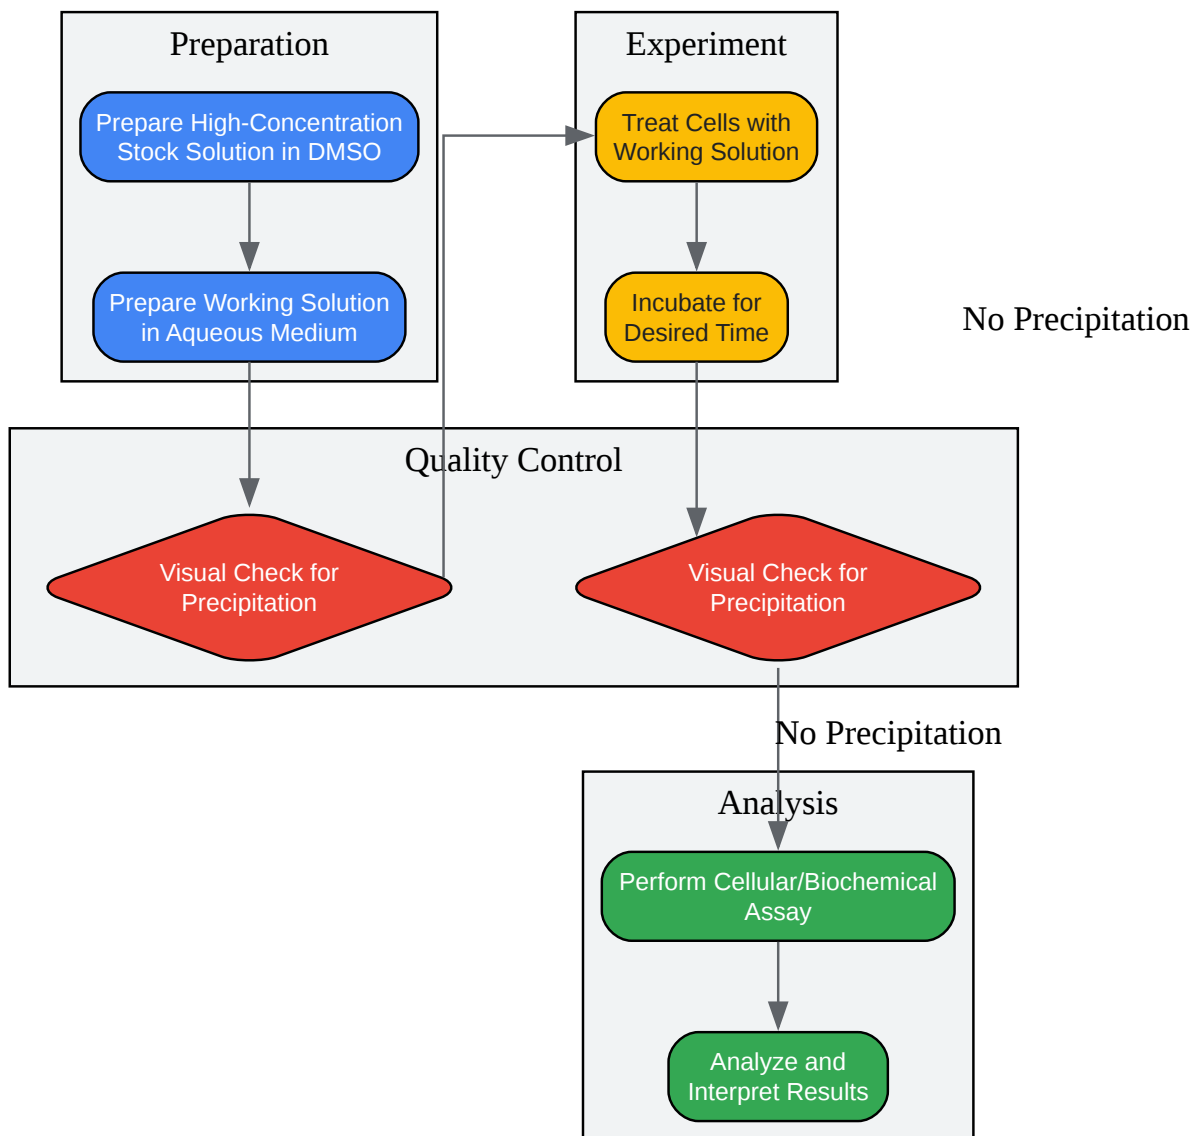 Preparation
Prepare High-Concentration
Stock Solution in DMSO
Prepare Working Solution
in Aqueous Medium
Experiment
Treat Cells with
Working Solution
Incubate for
Desired Time
No Precipitation
Quality Control
Visual Check for
Precipitation
Visual Check for
Precipitation
No Precipitation
Analysis
Perform Cellular/Biochemical
Assay
Analyze and
Interpret Results